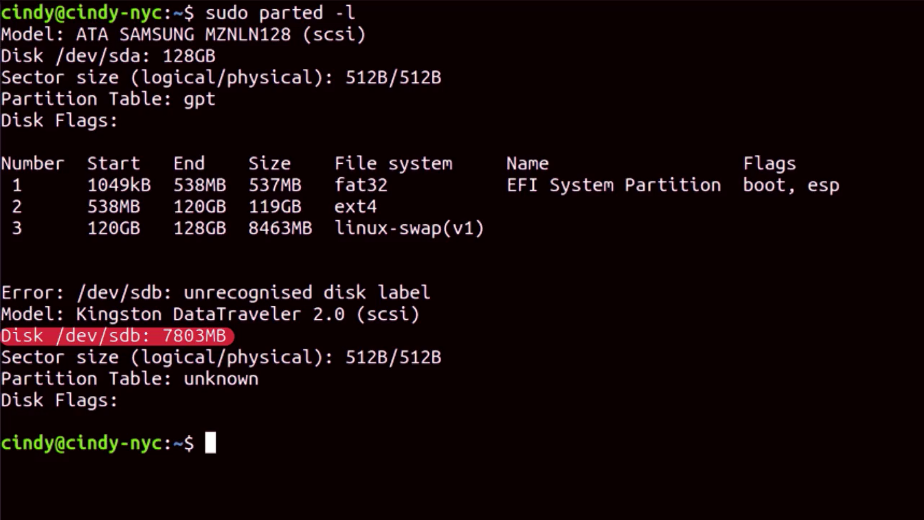 cindy@cindy-nyc:~$ sudo parted -l
Model: ATA SAMSUNG MZNLN128 (scsi)
Disk /dev/sda: 128GB
Sector size (logical/physical): 512B/512B
Partition Table: gpt
Disk Flags:
Number  Start   End    Size    File system     Name                  Flags
1      1049kB  538MB  537MB   fat32           EFI System Partition  boot, esp
2      538MB   120GB  119GB   ext4
3      120GB   128GB  8463MB  linux-swap(v1)
Error: /dev/sdb: unrecognised disk label
Model: Kingston DataTraveler 2.0 (scsi)
Disk /dev/sdb: 7803MB
Sector size (logical/physical): 512B/512B
Partition Table: unknown
Disk Flags:
cindy@cindy-nyc:~$